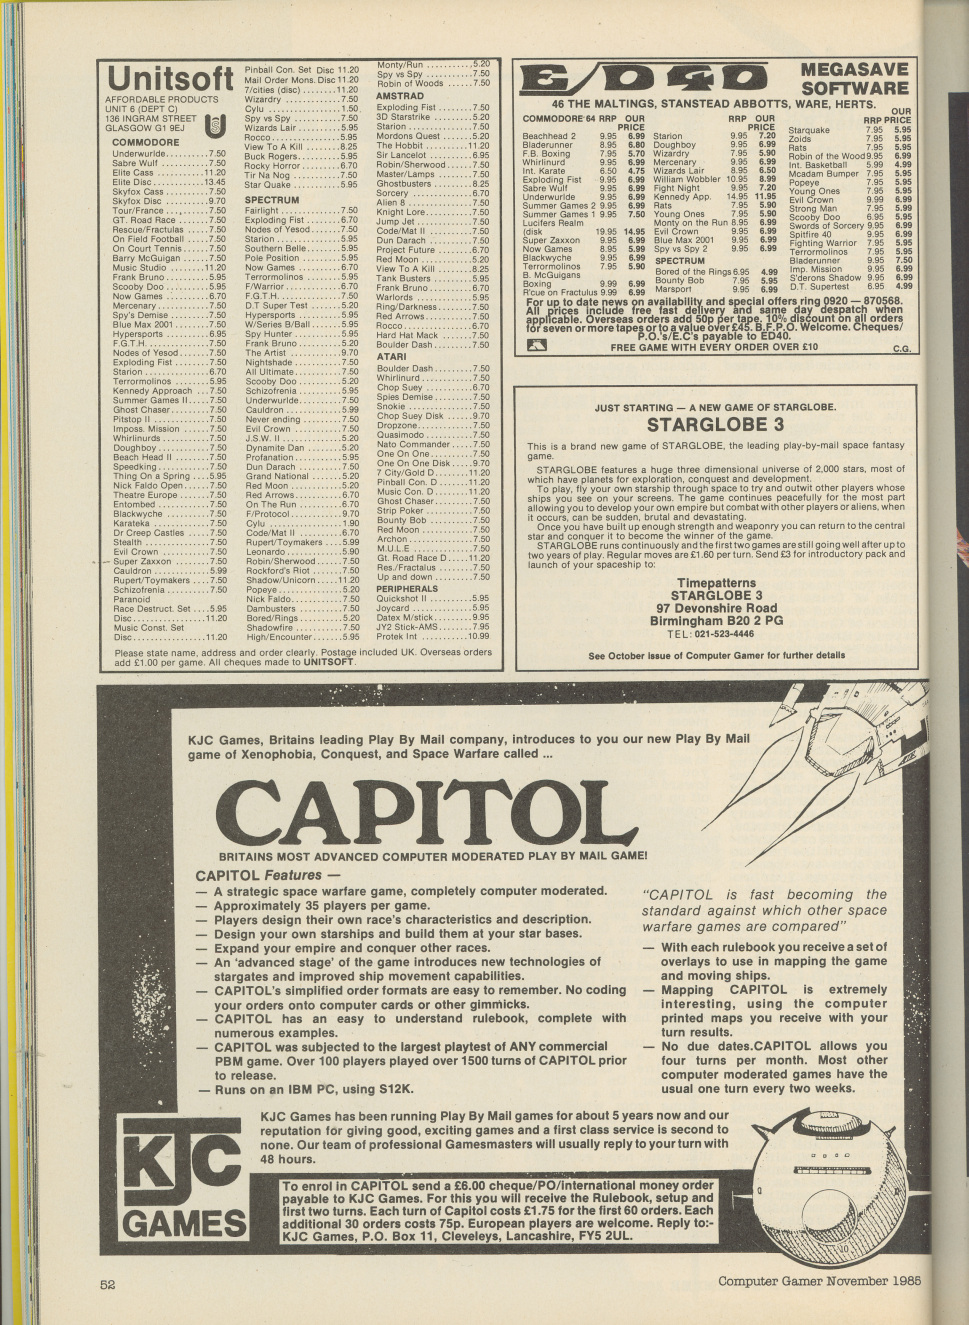 Unitsoft
AFFORDABLE PRODUCTS
UNIT 6 (DEPT C)
136 INGRAM STREET
GLASGOW G1 9EJ
COMMODORE
Underwurlde..........7.50
Sabre Wulf ..........7.50
Elite Cass ..........11.20
Elite Disc ..........13.45
Skyfox Cass ..........7.50
Skyfox Disc ..........9.70
Tour/France ..........7.50
GT. Road Race ..........7.50
Rescue/Fractulas ..........7.50
On Field Football ..........7.50
On Court Tennis ..........7.50
Barry McGuigan ..........7.50
Music Studio ..........11.20
Frank Bruno ..........5.95
Scooby Doo ..........5.95
Now Games ..........6.70
Mercenary ..........7.50
Spy's Demise ..........7.50
Blue Max 2001 ..........7.50
Hypersports ..........6.95
F.G.T.H. ..........7.50
Nodes of Yesod ..........7.50
Exploding Fist ..........7.50
Starion ..........6.70
Terrormolinos ..........5.95
Kennedy Approach ..........7.50
Summer Games II ..........7.50
Ghost Chaser ..........7.50
Pitstop II ..........7.50
Imposs. Mission ..........7.50
Whirlinurds ..........7.50
Doughboy ..........7.50
Beach Head II ..........7.50
Speedking ..........7.50
Thing On a Spring ..........5.95
Nick Faldo Open ..........7.50
Theatre Europe ..........7.50
Entombed ..........7.50
Blackwyche ..........7.50
Karateka ..........7.50
Dr Creep Castles ..........7.50
Stealth ..........7.50
Evil Crown ..........7.50
Super Zaxxon ..........7.50
Cauldron ..........5.99
Rupert/Toymakers ..........7.50
Schizofrenia ..........7.50
Paranoid
Race Destruct. Set ..........5.95
Disc ..........11.20
Music Const. Set
Disc ..........11.20
Pinball Con. Set Disc 11.20
Mail Order Mons. Disc 11.20
7/cities (disc) ..........11.20
Wizardry ..........7.50
Cylu ..........1.50
Spy vs Spy ..........7.50
Wizards Lair ..........5.95
Rocco ..........5.95
View To A Kill ..........8.25
Buck Rogers ..........5.95
Rocky Horror ..........6.70
Tir Na Nog ..........7.50
Star Quake ..........5.95
SPECTRUM
Fairlight ..........7.50
Exploding Fist ..........6.70
Nodes of Yesod ..........7.50
Starion ..........5.95
Southern Belle ..........5.95
Pole Position ..........5.95
Now Games ..........6.70
Terrormolinos ..........5.95
F/Warrior ..........6.70
F.G.T.H. ..........7.50
D.T Super Test ..........5.20
Hypersports ..........5.95
W/Series B/Ball ..........5.95
Spy Hunter ..........5.95
Frank Bruno ..........5.20
The Artist ..........9.70
Nightshade ..........7.50
All Ultimate ..........7.50
Scooby Doo ..........5.20
Schizofrenia ..........5.95
Underwurlde ..........7.50
Cauldron ..........5.99
Never ending ..........7.50
Evil Crown ..........7.50
J.S.W. II ..........5.20
Dynamite Dan ..........5.20
Profanation ..........5.95
Dun Darach ..........7.50
Grand National ..........5.20
Red Moon ..........5.20
Red Arrows ..........6.70
On The Run ..........6.70
F/Protocol ..........9.70
Cylu ..........1.90
Code/Mat II ..........6.70
Rupert/Toymakers ..........5.99
Leonardo ..........5.90
Robin/Sherwood ..........7.50
Rockford's Riot ..........7.50
Shadow/Unicorn ..........11.20
Popeye ..........5.20
Nick Faldo ..........7.50
Dambusters ..........7.50
Bored/Rings ..........5.20
Shadowfire ..........7.50
High/Encounter ..........5.95
Monty/Run ..........5.20
Spy vs Spy ..........7.50
Robin of Woods ..........7.50
AMSTRAD
Exploding Fist ..........7.50
3D Starstrike ..........5.20
Starion ..........7.50
Mordons Quest ..........5.20
The Hobbit ..........11.20
Sir Lancelot ..........6.95
Robin/Sherwood ..........7.50
Master/Lamps ..........7.50
Ghostbusters ..........8.25
Sorcery ..........6.70
Alien 8 ..........7.50
Knight Lore ..........7.50
Jump Jet ..........7.50
Code/Mat II ..........7.50
Dun Darach ..........7.50
Project Future ..........6.70
Red Moon ..........5.20
View To A Kill ..........8.25
Tank Busters ..........5.95
Frank Bruno ..........6.70
Warlords ..........5.95
Ring/Darkness ..........7.50
Red Arrows ..........7.50
Rocco ..........6.70
Hard Hat Mack ..........7.50
Boulder Dash ..........7.50
ATARI
Boulder Dash ..........7.50
Whirlinurd ..........7.50
Chop Suey ..........6.70
Spies Demise ..........7.50
Snokie ..........7.50
Chop Suey Disk ..........9.70
Dropzone ..........7.50
Quasimodo ..........7.50
Nato Commander ..........7.50
One On One ..........7.50
One On One Disk ..........9.70
7 City/Gold D ..........11.20
Pinball Con. D ..........11.20
Music Con. D ..........11.20
Ghost Chaser ..........7.50
Strip Poker ..........7.50
Bounty Bob ..........7.50
Red Moon ..........7.50
Archon ..........7.50
M.U.L.E ..........7.50
Gt. Road Race D ..........11.20
Res./Fractalus ..........7.50
Up and down ..........7.50
PERIPHERALS
Quickshot II ..........5.95
Joycard ..........5.95
Datex M/stick ..........9.95
JY2 Stick-AMS ..........7.95
Protek Int ..........10.99
Please state name, address and order clearly. Postage included UK. Overseas orders
add £1.00 per game. All cheques made to UNITSOFT.
E/D40 MEGASAVE
SOFTWARE
46 THE MALTINGS, STANSTEAD ABBOTTS, WARE, HERTS.
COMMODORE 64 RRP OUR PRICE
Beachhead 2 9.95 6.99
Bladerunner 8.95 6.80
F.B. Boxing 7.95 5.70
Whirlinurd 9.95 6.99
Int. Karate 6.50 4.75
Exploding Fist 9.95 6.99
Sabre Wulf 9.95 6.99
Underwurlde 9.95 6.99
Summer Games 2 9.95 6.99
Summer Games 1 9.95 7.50
Lucifers Realm
(disk 19.95 14.95
Super Zaxxon 9.95 6.99
Now Games 8.95 5.99
Blackwyche 9.95 6.99
Terrormolinos 7.95 5.90
B. McGuigans
Boxing 9.99 6.99
R'cue on Fractulus 9.99 6.99
RRP OUR PRICE
Starion 9.95 7.20
Doughboy 9.95 6.99
Wizardry 7.95 5.90
Mercenary 9.95 6.99
Wizards Lair 8.95 6.50
William Wobbler 10.95 8.99
Fight Night 9.95 7.20
Kennedy App. 14.95 11.95
Rats 7.95 5.90
Young Ones 7.95 5.90
Monty on the Run 8.95 6.99
Evil Crown 9.95 6.99
Blue Max 2001 9.95 6.99
Spy vs Spy 2 9.95 6.99
SPECTRUM
Bored of the Rings 6.95 4.99
Bounty Bob 7.95 5.95
Marsport 9.95 6.99
OUR
RRP PRICE
Starquake 7.95 5.95
Zoids 7.95 5.95
Rats 7.95 5.95
Robin of the Wood 9.95 6.99
Int. Basketball 5.99 4.99
Mcadam Bumper 7.95 5.95
Popeye 7.95 5.95
Young Ones 7.95 5.95
Evil Crown 9.99 6.99
Strong Man 7.95 5.99
Scooby Doo 6.95 5.95
Swords of Sorcery 9.95 6.99
Spitfire 40 9.95 6.99
Fighting Warrior 7.95 5.95
Terrormolinos 7.95 5.95
Bladerunner 9.95 7.50
Imp. Mission 9.95 6.99
S'derons Shadow 9.95 6.99
D.T. Supertest 6.95 4.99
For up to date news on availability and special offers ring 0920 — 870568.
All prices include free fast delivery and same day despatch when
applicable. Overseas orders add 50p per tape. 10% discount on all orders
for seven or more tapes or to a value over £45. B.F.P.O. Welcome. Cheques/
P.O.'s/E.C's payable to ED40.
FREE GAME WITH EVERY ORDER OVER £10
C.G.
JUST STARTING — A NEW GAME OF STARGLOBE.
STARGLOBE 3
This is a brand new game of STARGLOBE, the leading play-by-mail space fantasy
game.
STARGLOBE features a huge three dimensional universe of 2,000 stars, most of
which have planets for exploration, conquest and development.
To play, fly your own starship through space to try and outwit other players whose
ships you see on your screens. The game continues peacefully for the most part
allowing you to develop your own empire but combat with other players or aliens, when
it occurs, can be sudden, brutal and devastating.
Once you have built up enough strength and weaponry you can return to the central
star and conquer it to become the winner of the game.
STARGLOBE runs continuously and the first two games are still going well after up to
two years of play. Regular moves are £1.60 per turn. Send £3 for introductory pack and
launch of your spaceship to:
Timepatterns
STARGLOBE 3
97 Devonshire Road
Birmingham B20 2 PG
TEL: 021-523-4446
See October issue of Computer Gamer for further details
KJC Games, Britains leading Play By Mail company, introduces to you our new Play By Mail
game of Xenophobia, Conquest, and Space Warfare called ...
CAPITOL
BRITAINS MOST ADVANCED COMPUTER MODERATED PLAY BY MAIL GAME!
CAPITOL Features —
— A strategic space warfare game, completely computer moderated.
— Approximately 35 players per game.
— Players design their own race's characteristics and description.
— Design your own starships and build them at your star bases.
— Expand your empire and conquer other races.
— An 'advanced stage' of the game introduces new technologies of
stargates and improved ship movement capabilities.
— CAPITOL's simplified order formats are easy to remember. No coding
your orders onto computer cards or other gimmicks.
— CAPITOL has an easy to understand rulebook, complete with
numerous examples.
— CAPITOL was subjected to the largest playtest of ANY commercial
PBM game. Over 100 players played over 1500 turns of CAPITOL prior
to release.
— Runs on an IBM PC, using S12K.
"CAPITOL is fast becoming the
standard against which other space
warfare games are compared"
— With each rulebook you receive a set of
overlays to use in mapping the game
and moving ships.
— Mapping CAPITOL is extremely
interesting, using the computer
printed maps you receive with your
turn results.
— No due dates.CAPITOL allows you
four turns per month. Most other
computer moderated games have the
usual one turn every two weeks.
KJC
GAMES
KJC Games has been running Play By Mail games for about 5 years now and our
reputation for giving good, exciting games and a first class service is second to
none. Our team of professional Gamesmasters will usually reply to your turn with
48 hours.
To enrol in CAPITOL send a £6.00 cheque/PO/international money order
payable to KJC Games. For this you will receive the Rulebook, setup and
first two turns. Each turn of Capitol costs £1.75 for the first 60 orders. Each
additional 30 orders costs 75p. European players are welcome. Reply to:-
KJC Games, P.O. Box 11, Cleveleys, Lancashire, FY5 2UL.
52
Computer Gamer November 1985